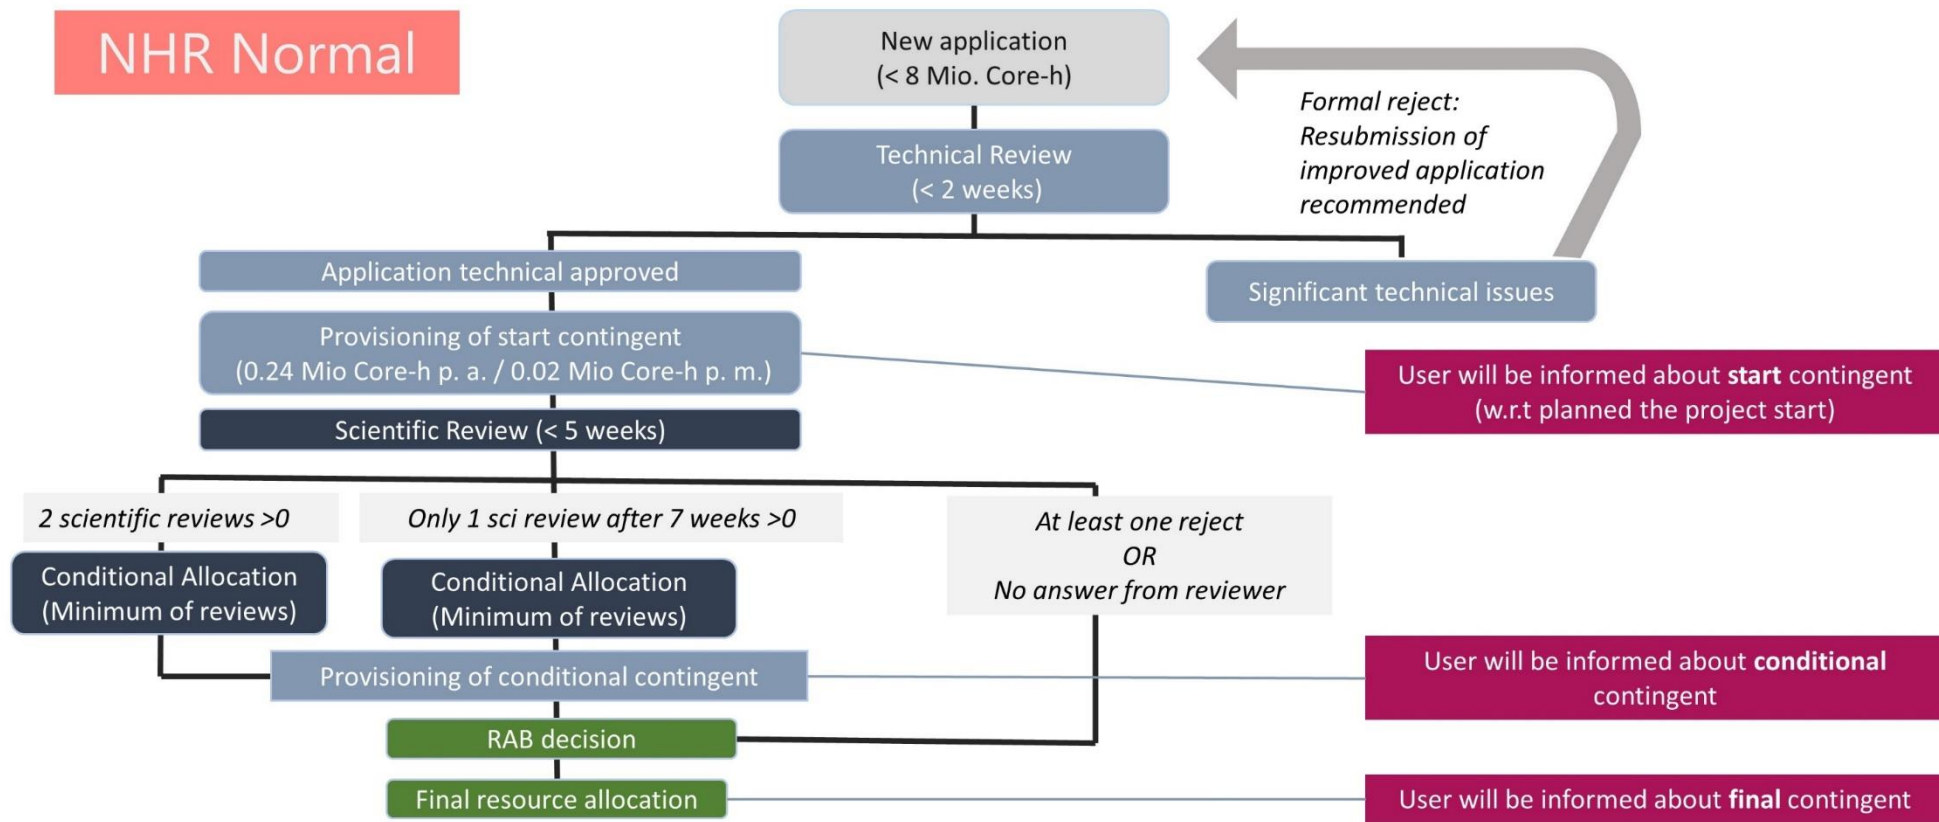 NHR Normal
New application
(< 8 Mio. Core-h)
Formal reject:
Resubmission of
improved application
recommended
Technical Review
(< 2 weeks)
Application technical approved
Significant technical issues
Provisioning of start contingent
(0.24 Mio Core-h p. a. / 0.02 Mio Core-h p. m.)
User will be informed about start contingent
(w.r.t planned the project start)
Scientific Review (< 5 weeks)
2 scientific reviews >0
Only 1 sci review after 7 weeks >0
At least one reject
OR
No answer from reviewer
Conditional Allocation
(Minimum of reviews)
Conditional Allocation
(Minimum of reviews)
Provisioning of conditional contingent
User will be informed about conditional
contingent
RAB decision
Final resource allocation
User will be informed about final contingent